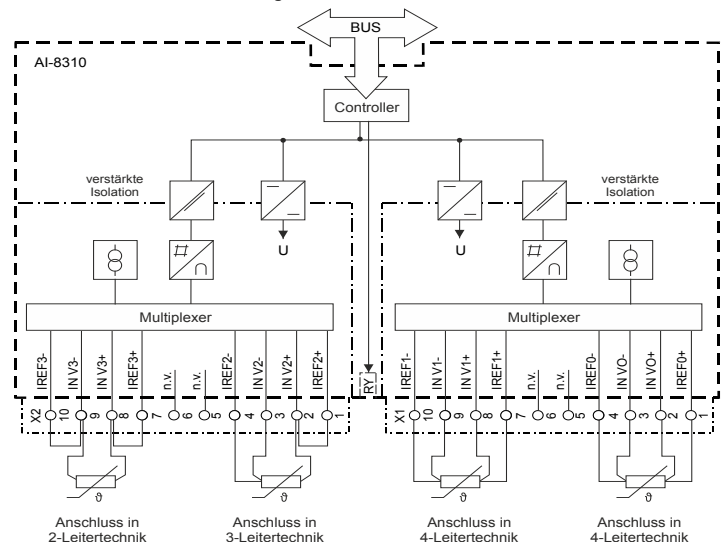 BUS
AI-8310
Controller
verstärkte
Isolation
verstärkte
Isolation
U
U
#
∩
#
∩
Multiplexer
Multiplexer
IREF3-
IN V3-
IN V3+
IREF3+
n.v.
n.v.
IREF2-
IN V2-
IN V2+
IREF2+
RY
IREF1-
IN V1-
IN V1+
IREF1+
n.v.
n.v.
IREF0-
IN VO-
IN VO+
IREF0+
X2 10 9 8 7 6 5 4 3 2 1
X1 10 9 8 7 6 5 4 3 2 1
ϑ
ϑ
ϑ
ϑ
Anschluss in
2-Leitertechnik
Anschluss in
3-Leitertechnik
Anschluss in
4-Leitertechnik
Anschluss in
4-Leitertechnik